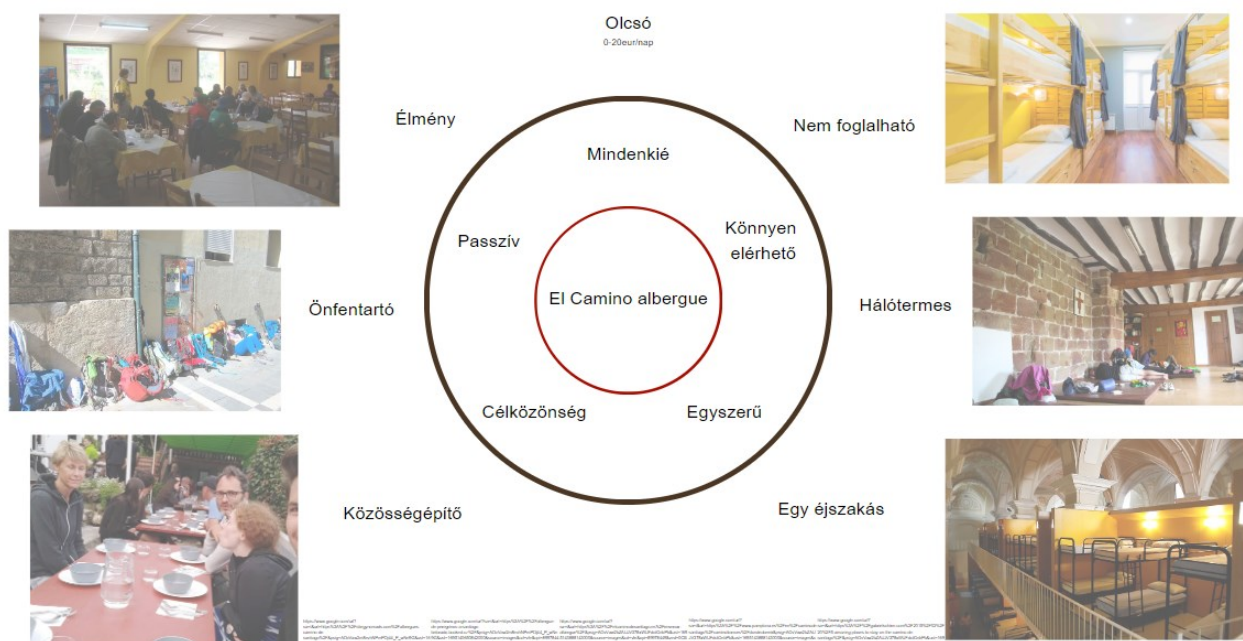 Olcsó
0-20eur/nap
Élmény
Nem foglalható
Mindenkié
Passzív
Könnyen
elérhető
El Camino albergue
Önfentartó
Hálótermes
Célközönség
Egyszerű
Közösségépítő
Egy éjszakás